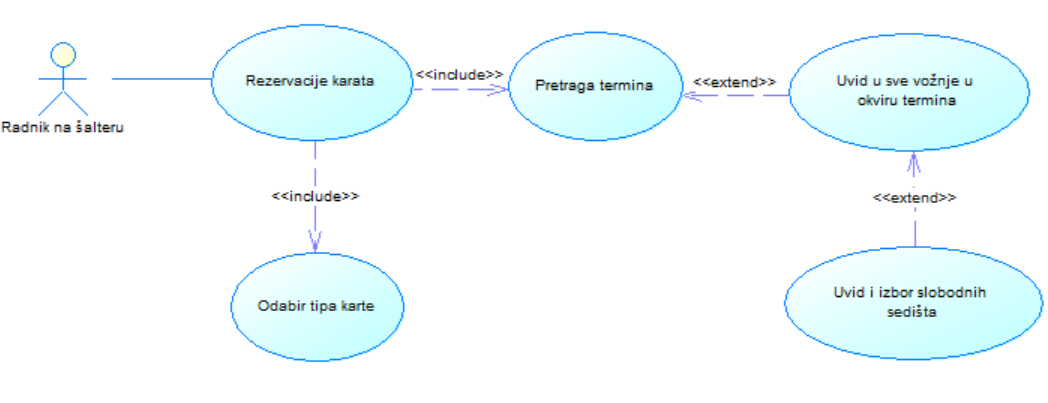 Rezervacije karata
<<include>>
Pretraga termina
<<extend>>
Uvid u sve vožnje u
okviru termina
Radnik na šalteru
<<include>>
<<extend>>
Odabir tipa karte
Uvid i izbor slobodnih
sedišta